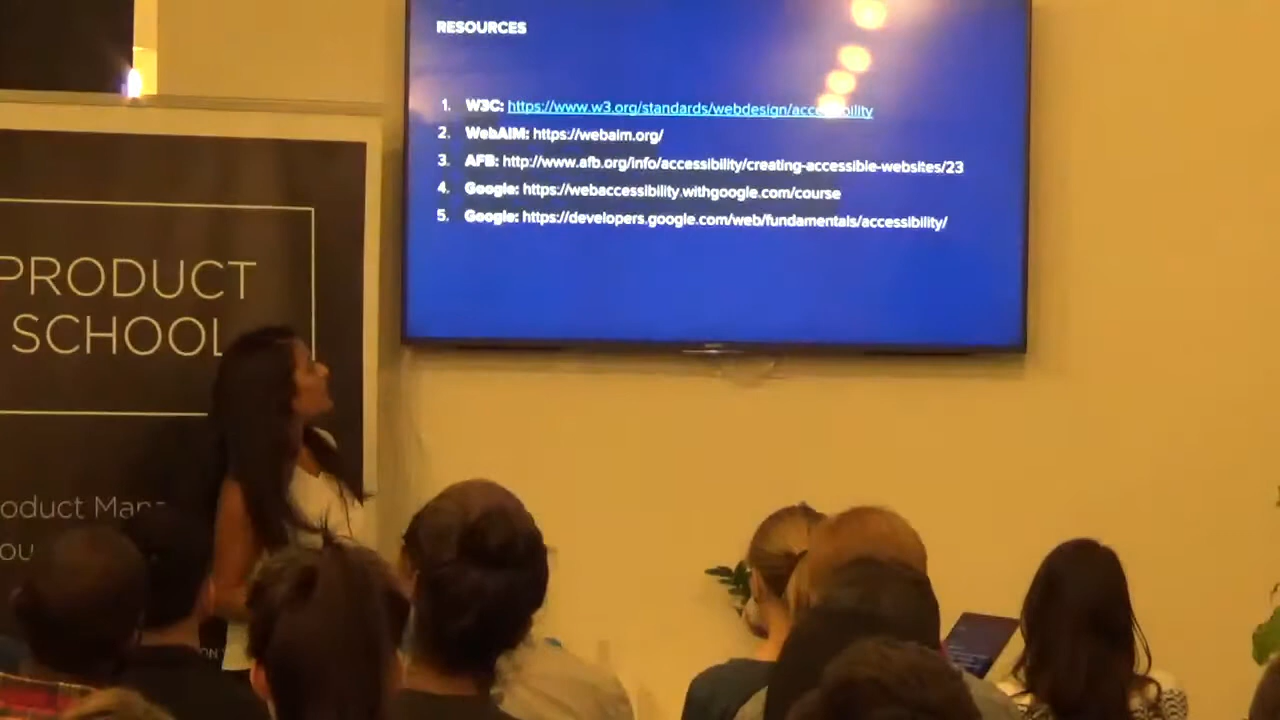 RESOURCES
1. W3C: https://www.w3.org/standards/webdesign/accessibility
2. WebAIM: https://webaim.org/
3. AFB: http://www.afb.org/info/accessibility/creating-accessible-websites/23
4. Google: https://webaccessibility.withgoogle.com/course
5. Google: https://developers.google.com/web/fundamentals/accessibility/
PRODUCT
SCHOOL